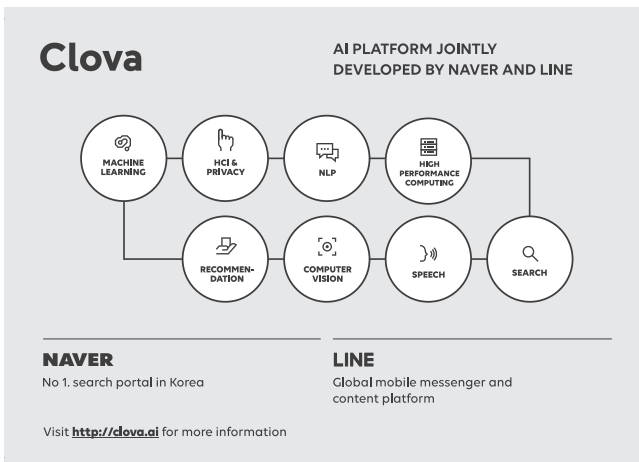 Clova
AI PLATFORM JOINTLY
DEVELOPED BY NAVER AND LINE
MACHINE
LEARNING
HCI &
PRIVACY
NLP
HIGH
PERFORMANCE
COMPUTING
RECOMMEN-
DATION
COMPUTER
VISION
SPEECH
SEARCH
NAVER
No 1. search portal in Korea
LINE
Global mobile messenger and
content platform
Visit http://clova.ai for more information